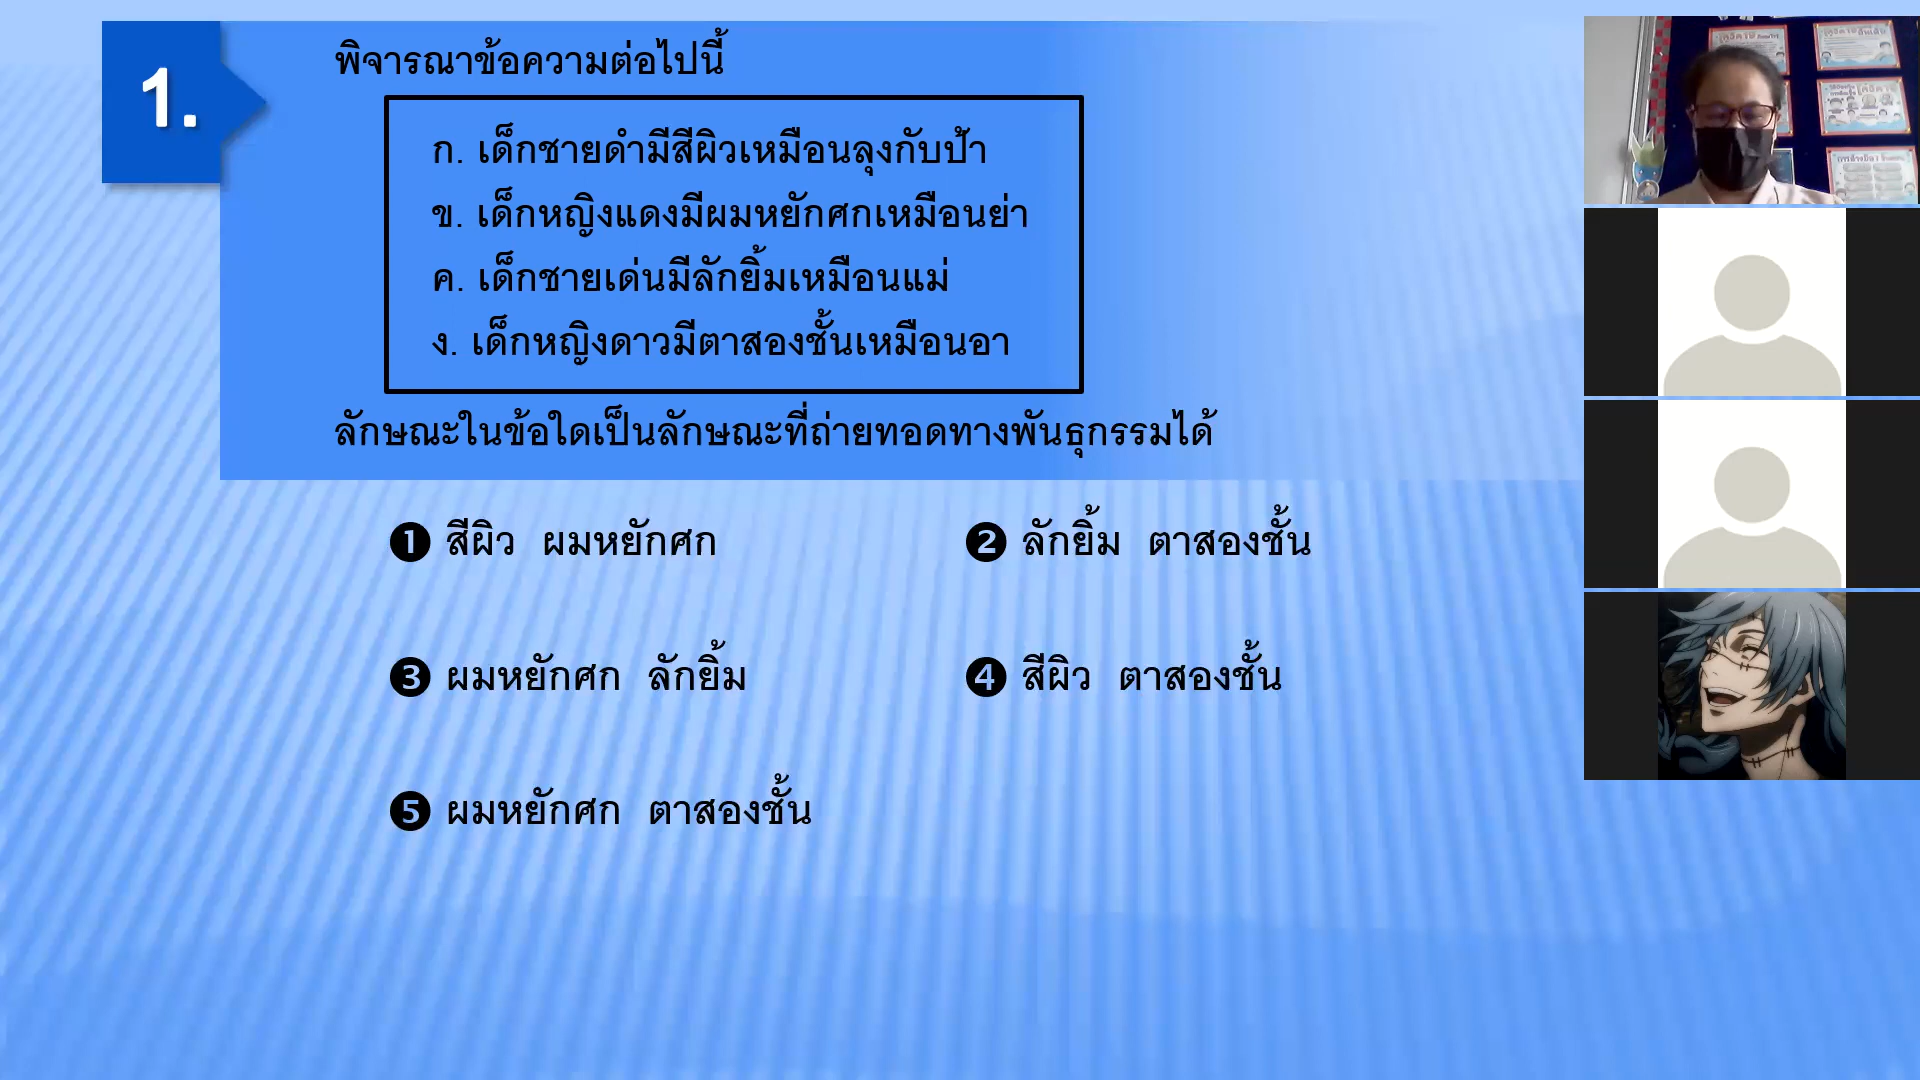 1.
พิจารณาข้อความต่อไปนี้
ก. เด็กชายดำมีสีผิวเหมือนลุงกับป้า
ข. เด็กหญิงแดงมีผมหยักศกเหมือนย่า
ค. เด็กชายเด่นมีลักยิ้มเหมือนแม่
ง. เด็กหญิงดาวมีตาสองชั้นเหมือนอา
ลักษณะในข้อใดเป็นลักษณะที่ถ่ายทอดทางพันธุกรรมได้
❶ สีผิว ผมหยักศก
❷ ลักยิ้ม ตาสองชั้น
❸ ผมหยักศก ลักยิ้ม
❹ สีผิว ตาสองชั้น
❺ ผมหยักศก ตาสองชั้น